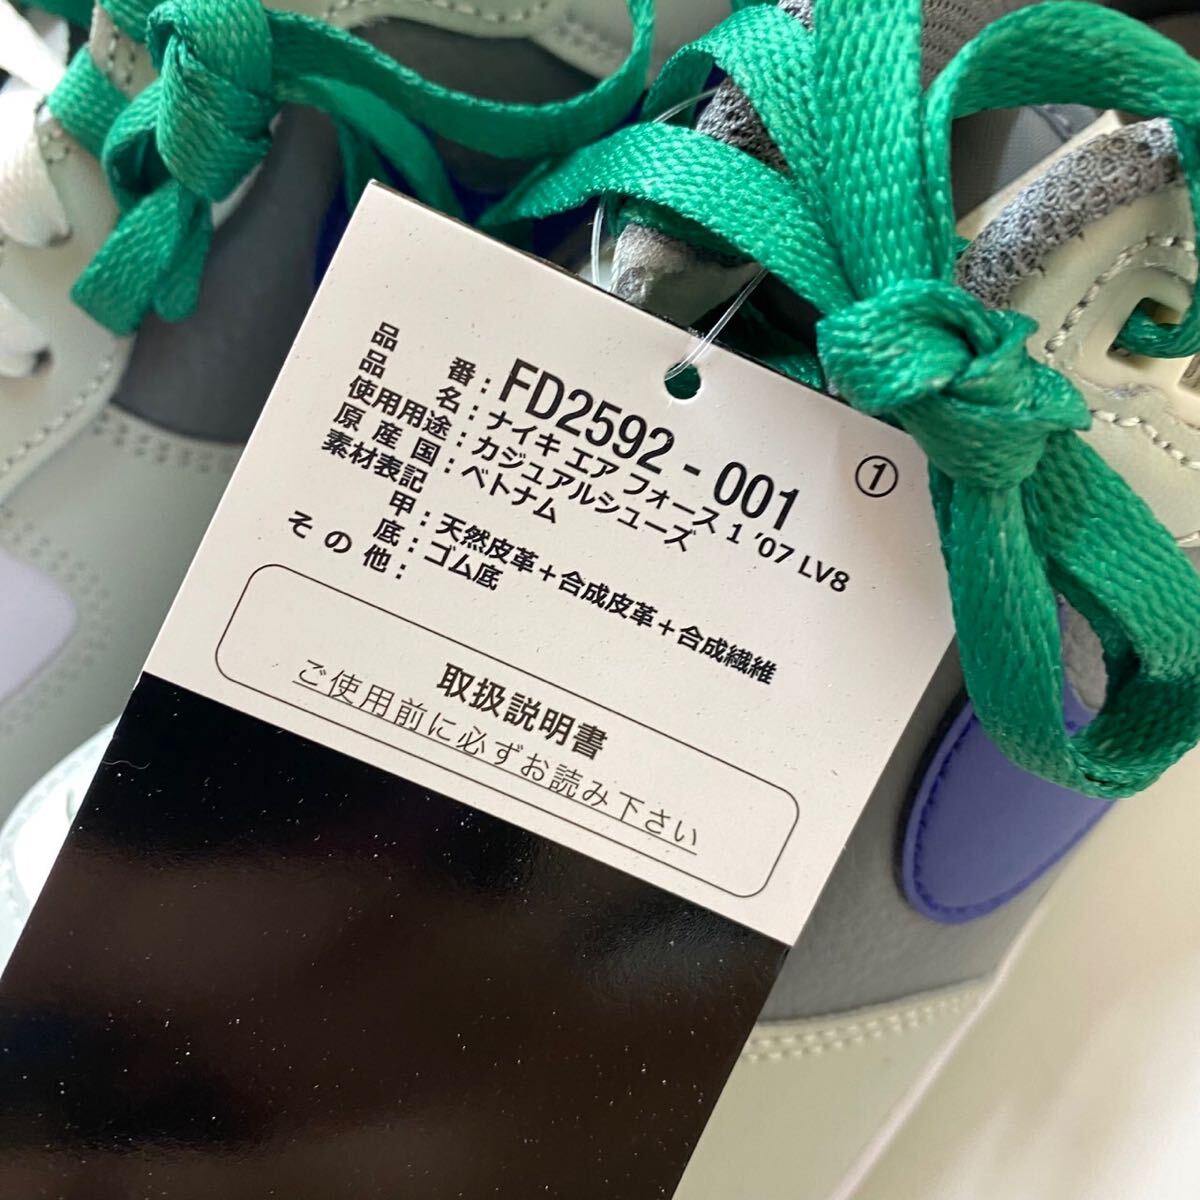 品番:FD2592-001
①
品名:ナイキ エア フォース 1 '07 LV8
使用用途:カジュアルシューズ
原産国:ベトナム
素材表記
甲:天然皮革+合成皮革+合成繊維
底:ゴム底
その他:
取扱説明書
ご使用前に必ずお読み下さい